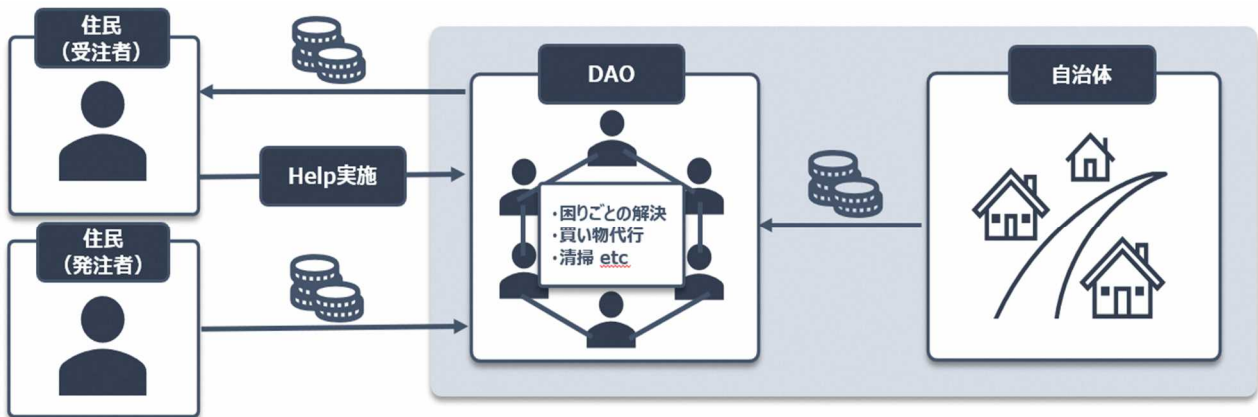 住民
（受注者）
Help実施
住民
（発注者）
DAO
・困りごとの解決
・買い物代行
・清掃 etc
自治体